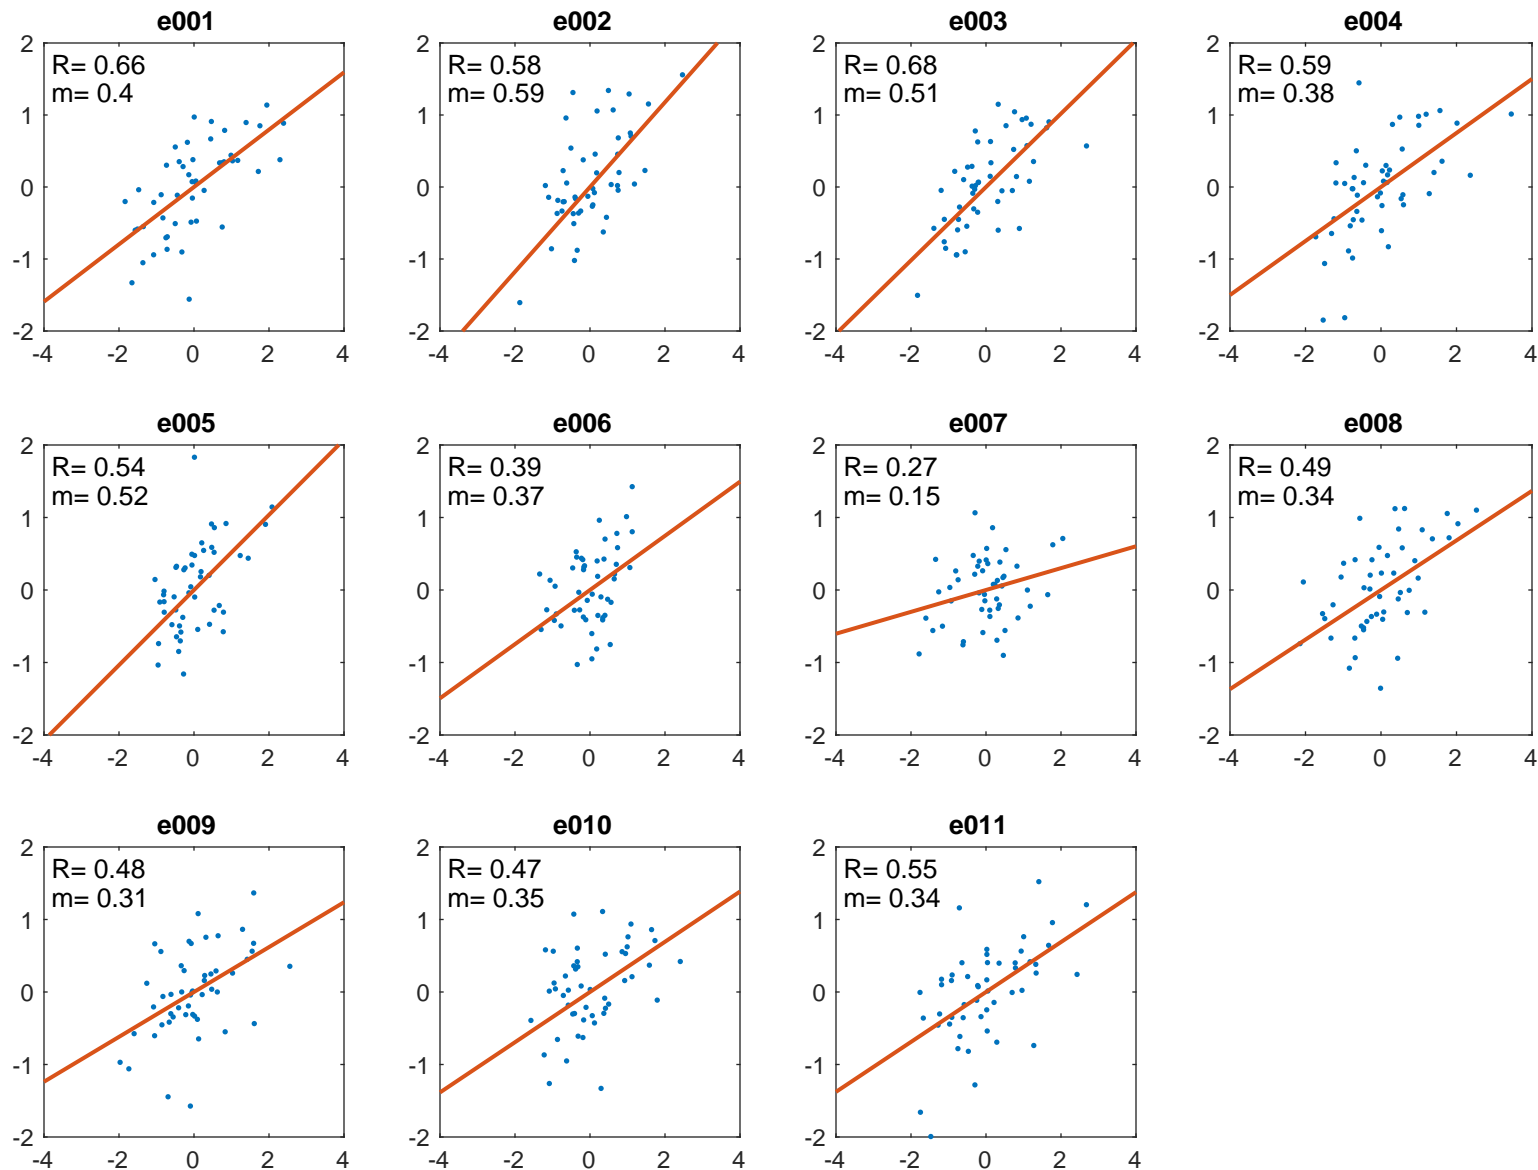 e001
R= 0.66
m= 0.4
2
1
0
-1
-2
-4 -2 0 2 4
e002
R= 0.58
m= 0.59
2
1
0
-1
-2
-4 -2 0 2 4
e003
R= 0.68
m= 0.51
2
1
0
-1
-2
-4 -2 0 2 4
e004
R= 0.59
m= 0.38
2
1
0
-1
-2
-4 -2 0 2 4
e005
R= 0.54
m= 0.52
2
1
0
-1
-2
-4 -2 0 2 4
e006
R= 0.39
m= 0.37
2
1
0
-1
-2
-4 -2 0 2 4
e007
R= 0.27
m= 0.15
2
1
0
-1
-2
-4 -2 0 2 4
e008
R= 0.49
m= 0.34
2
1
0
-1
-2
-4 -2 0 2 4
e009
R= 0.48
m= 0.31
2
1
0
-1
-2
-4 -2 0 2 4
e010
R= 0.47
m= 0.35
2
1
0
-1
-2
-4 -2 0 2 4
e011
R= 0.55
m= 0.34
2
1
0
-1
-2
-4 -2 0 2 4